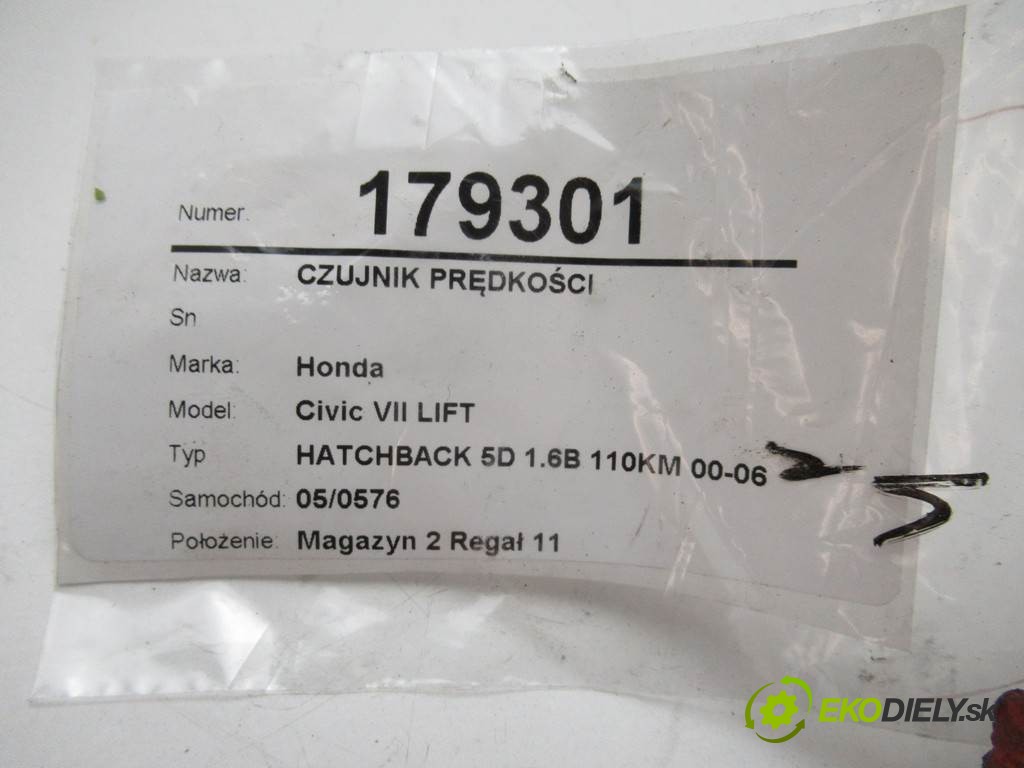 Numer: 179301
Nazwa: CZUJNIK PRĘDKOŚCI
Sn
Marka: Honda
Model: Civic VII LIFT
Typ HATCHBACK 5D 1.6B 110KM 00-06
Samochód: 05/0576
Położenie: Magazyn 2 Regał 11
EKODIELY.sk